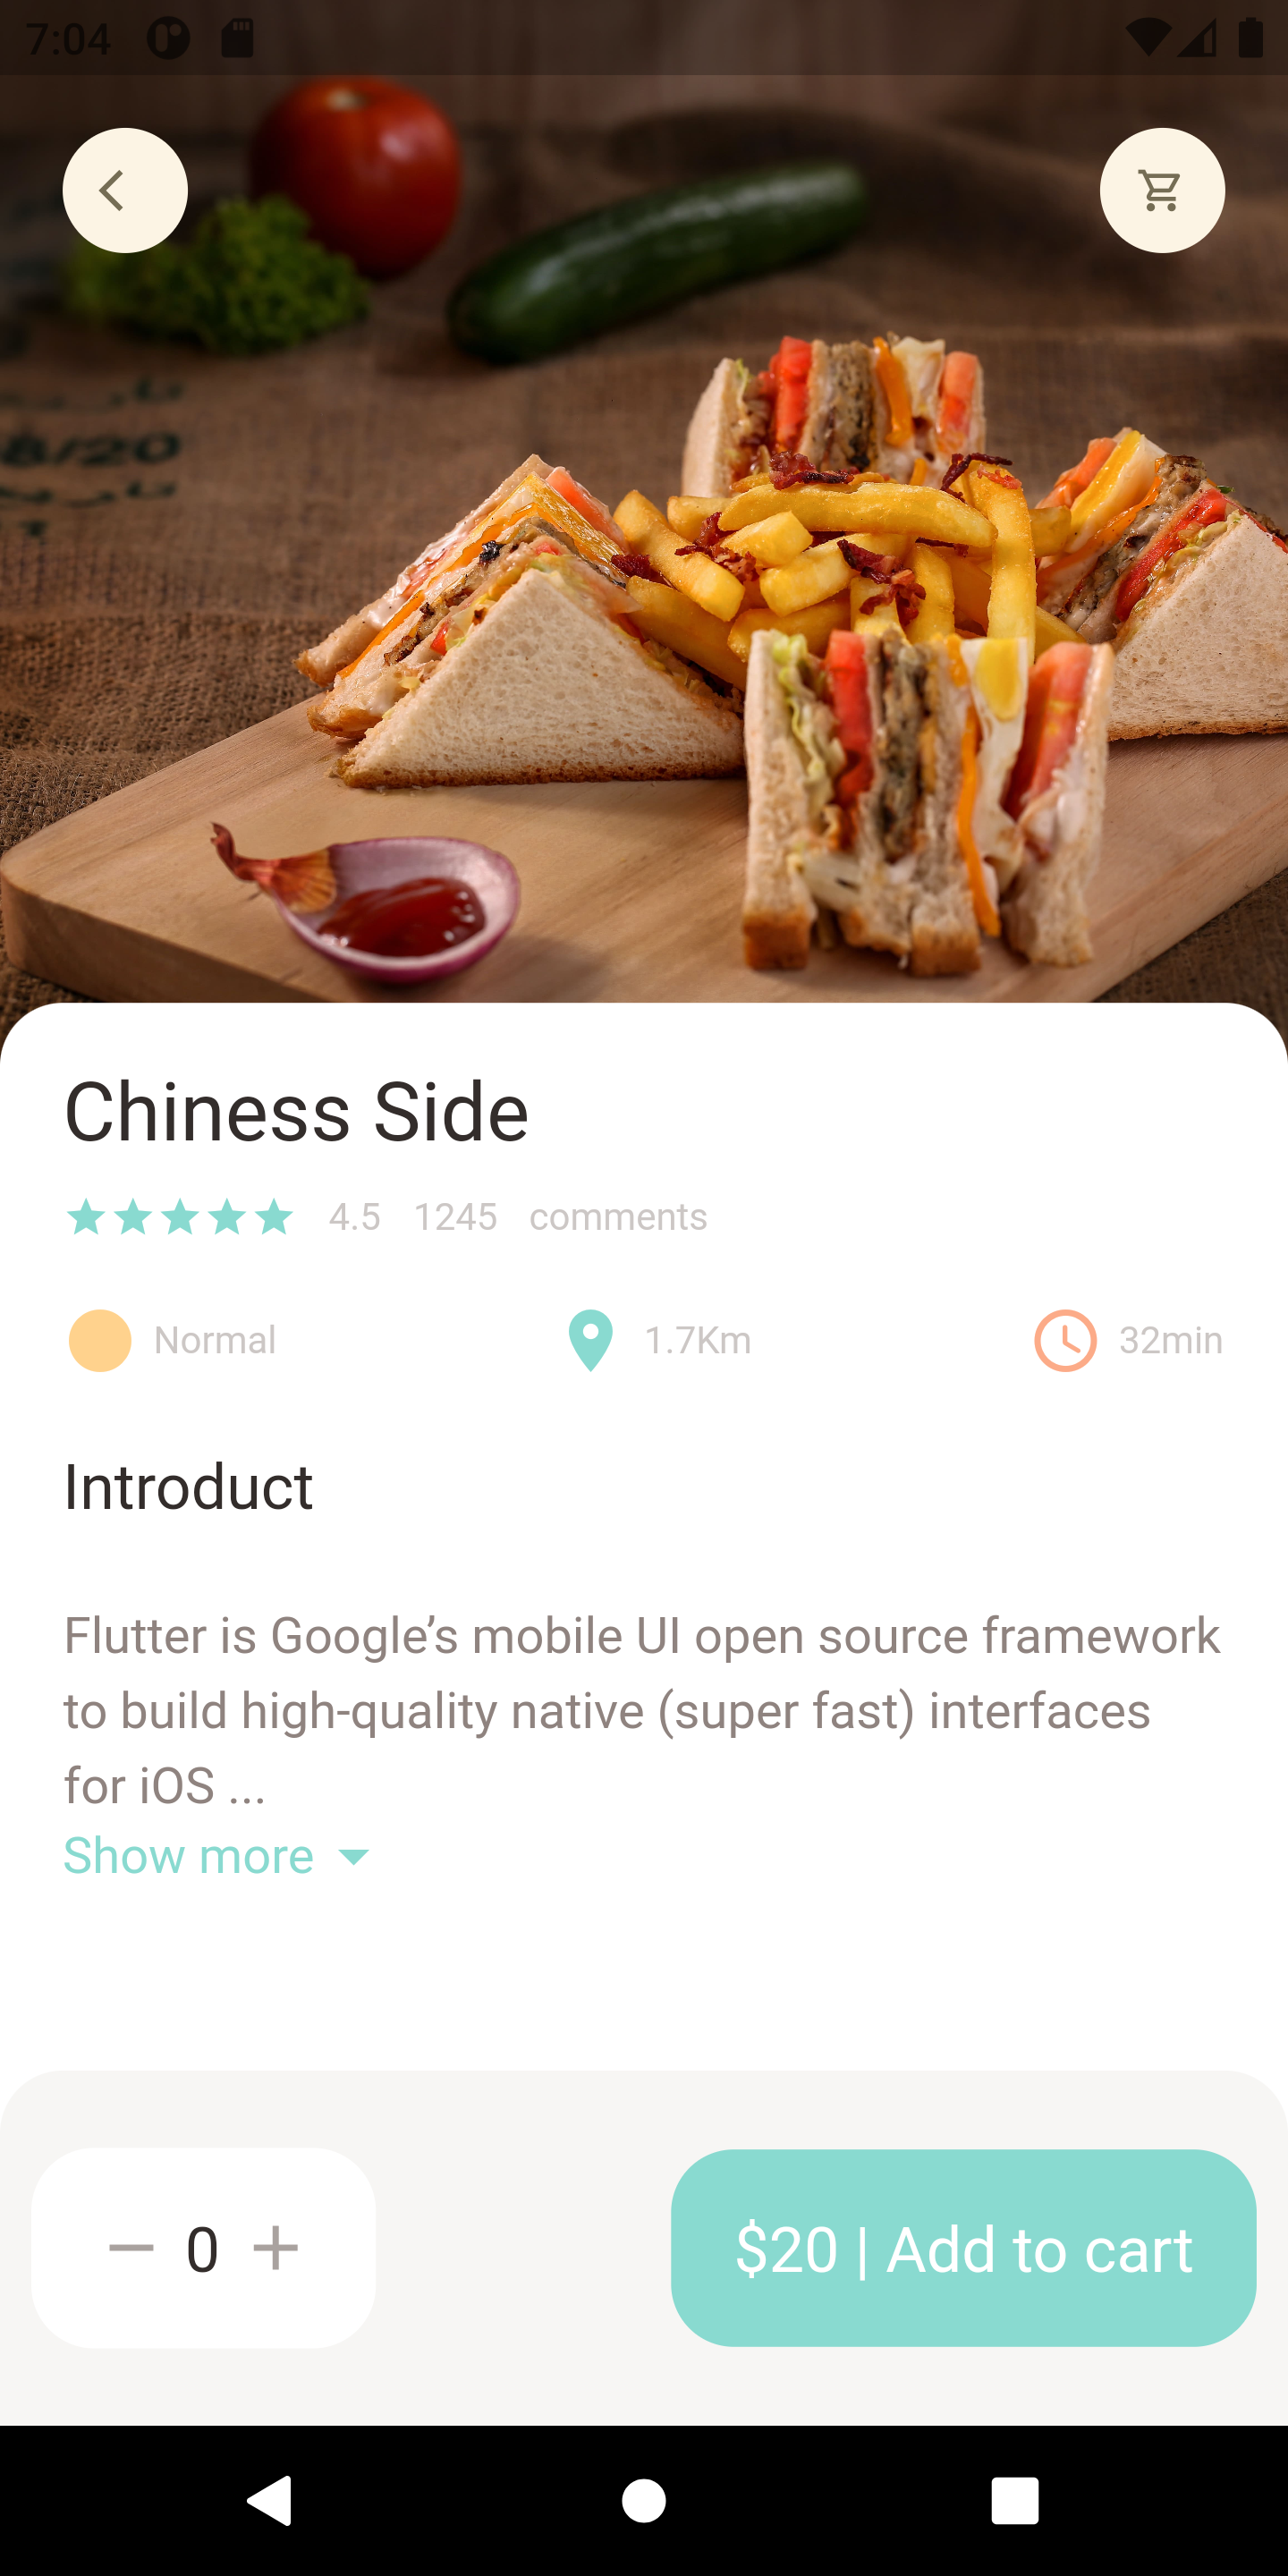 7:04
8/20
Chiness Side
4.5 1245 comments
Normal 1.7Km 32min
Introduct
Flutter is Google’s mobile UI open source framework
to build high-quality native (super fast) interfaces
for iOS ...
Show more
0
$20 | Add to cart